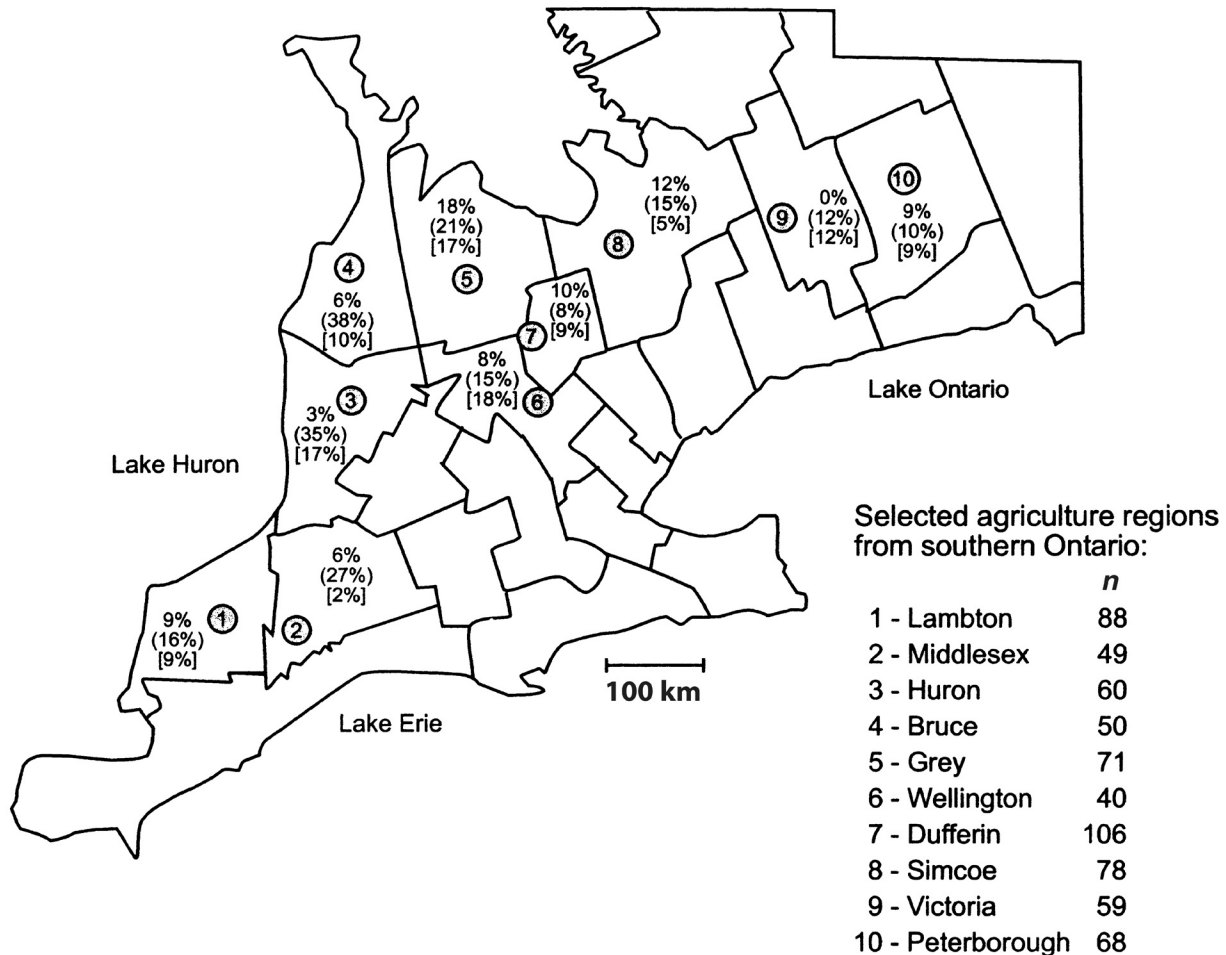 12%
(15%)
[5%]
8
18%
(21%)
[17%]
5
10
9%
(10%)
[9%]
0%
(12%)
[12%]
9
4
6%
(38%)
[10%]
10%
(8%)
[9%]
7
8%
(15%)
[18%]
6
3
3%
(35%)
[17%]
Lake Ontario
Lake Huron
6%
(27%)
[2%]
2
1
9%
(16%)
[9%]
100 km
Lake Erie
Selected agriculture regions
from southern Ontario:
n
1 - Lambton 88
2 - Middlesex 49
3 - Huron 60
4 - Bruce 50
5 - Grey 71
6 - Wellington 40
7 - Dufferin 106
8 - Simcoe 78
9 - Victoria 59
10 - Peterborough 68